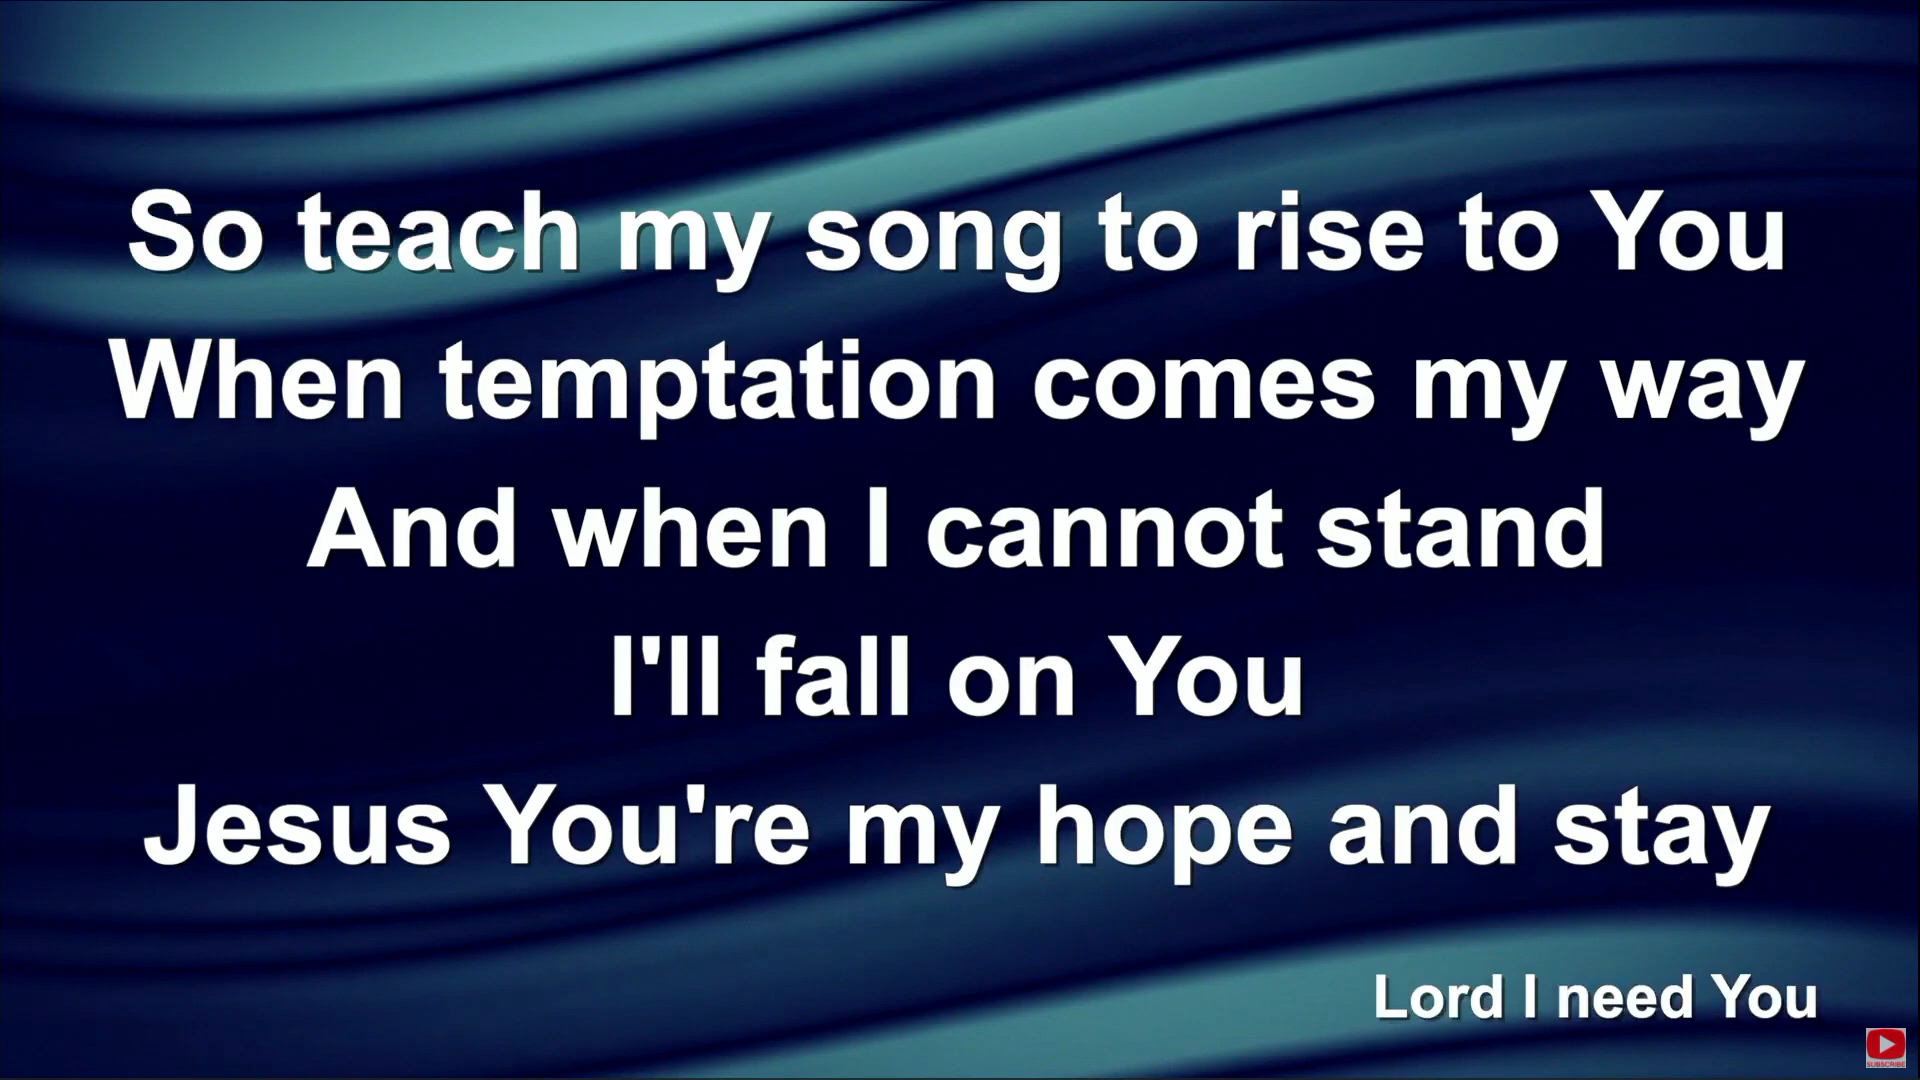 So teach my song to rise to You
When temptation comes my way
And when I cannot stand
I'll fall on You
Jesus You're my hope and stay
Lord I need You
SUBSCRIBE